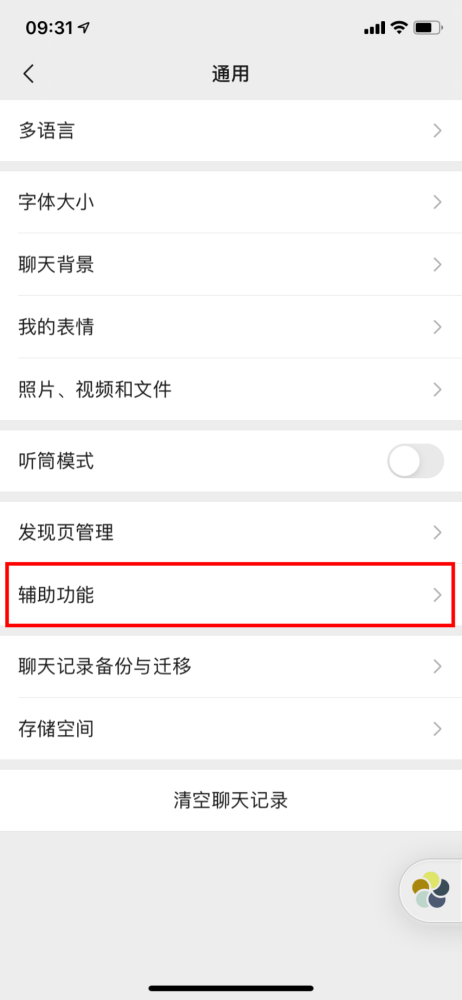 09:31
通用
多语言
字体大小
聊天背景
我的表情
照片、视频和文件
听筒模式
发现页管理
辅助功能
聊天记录备份与迁移
存储空间
清空聊天记录